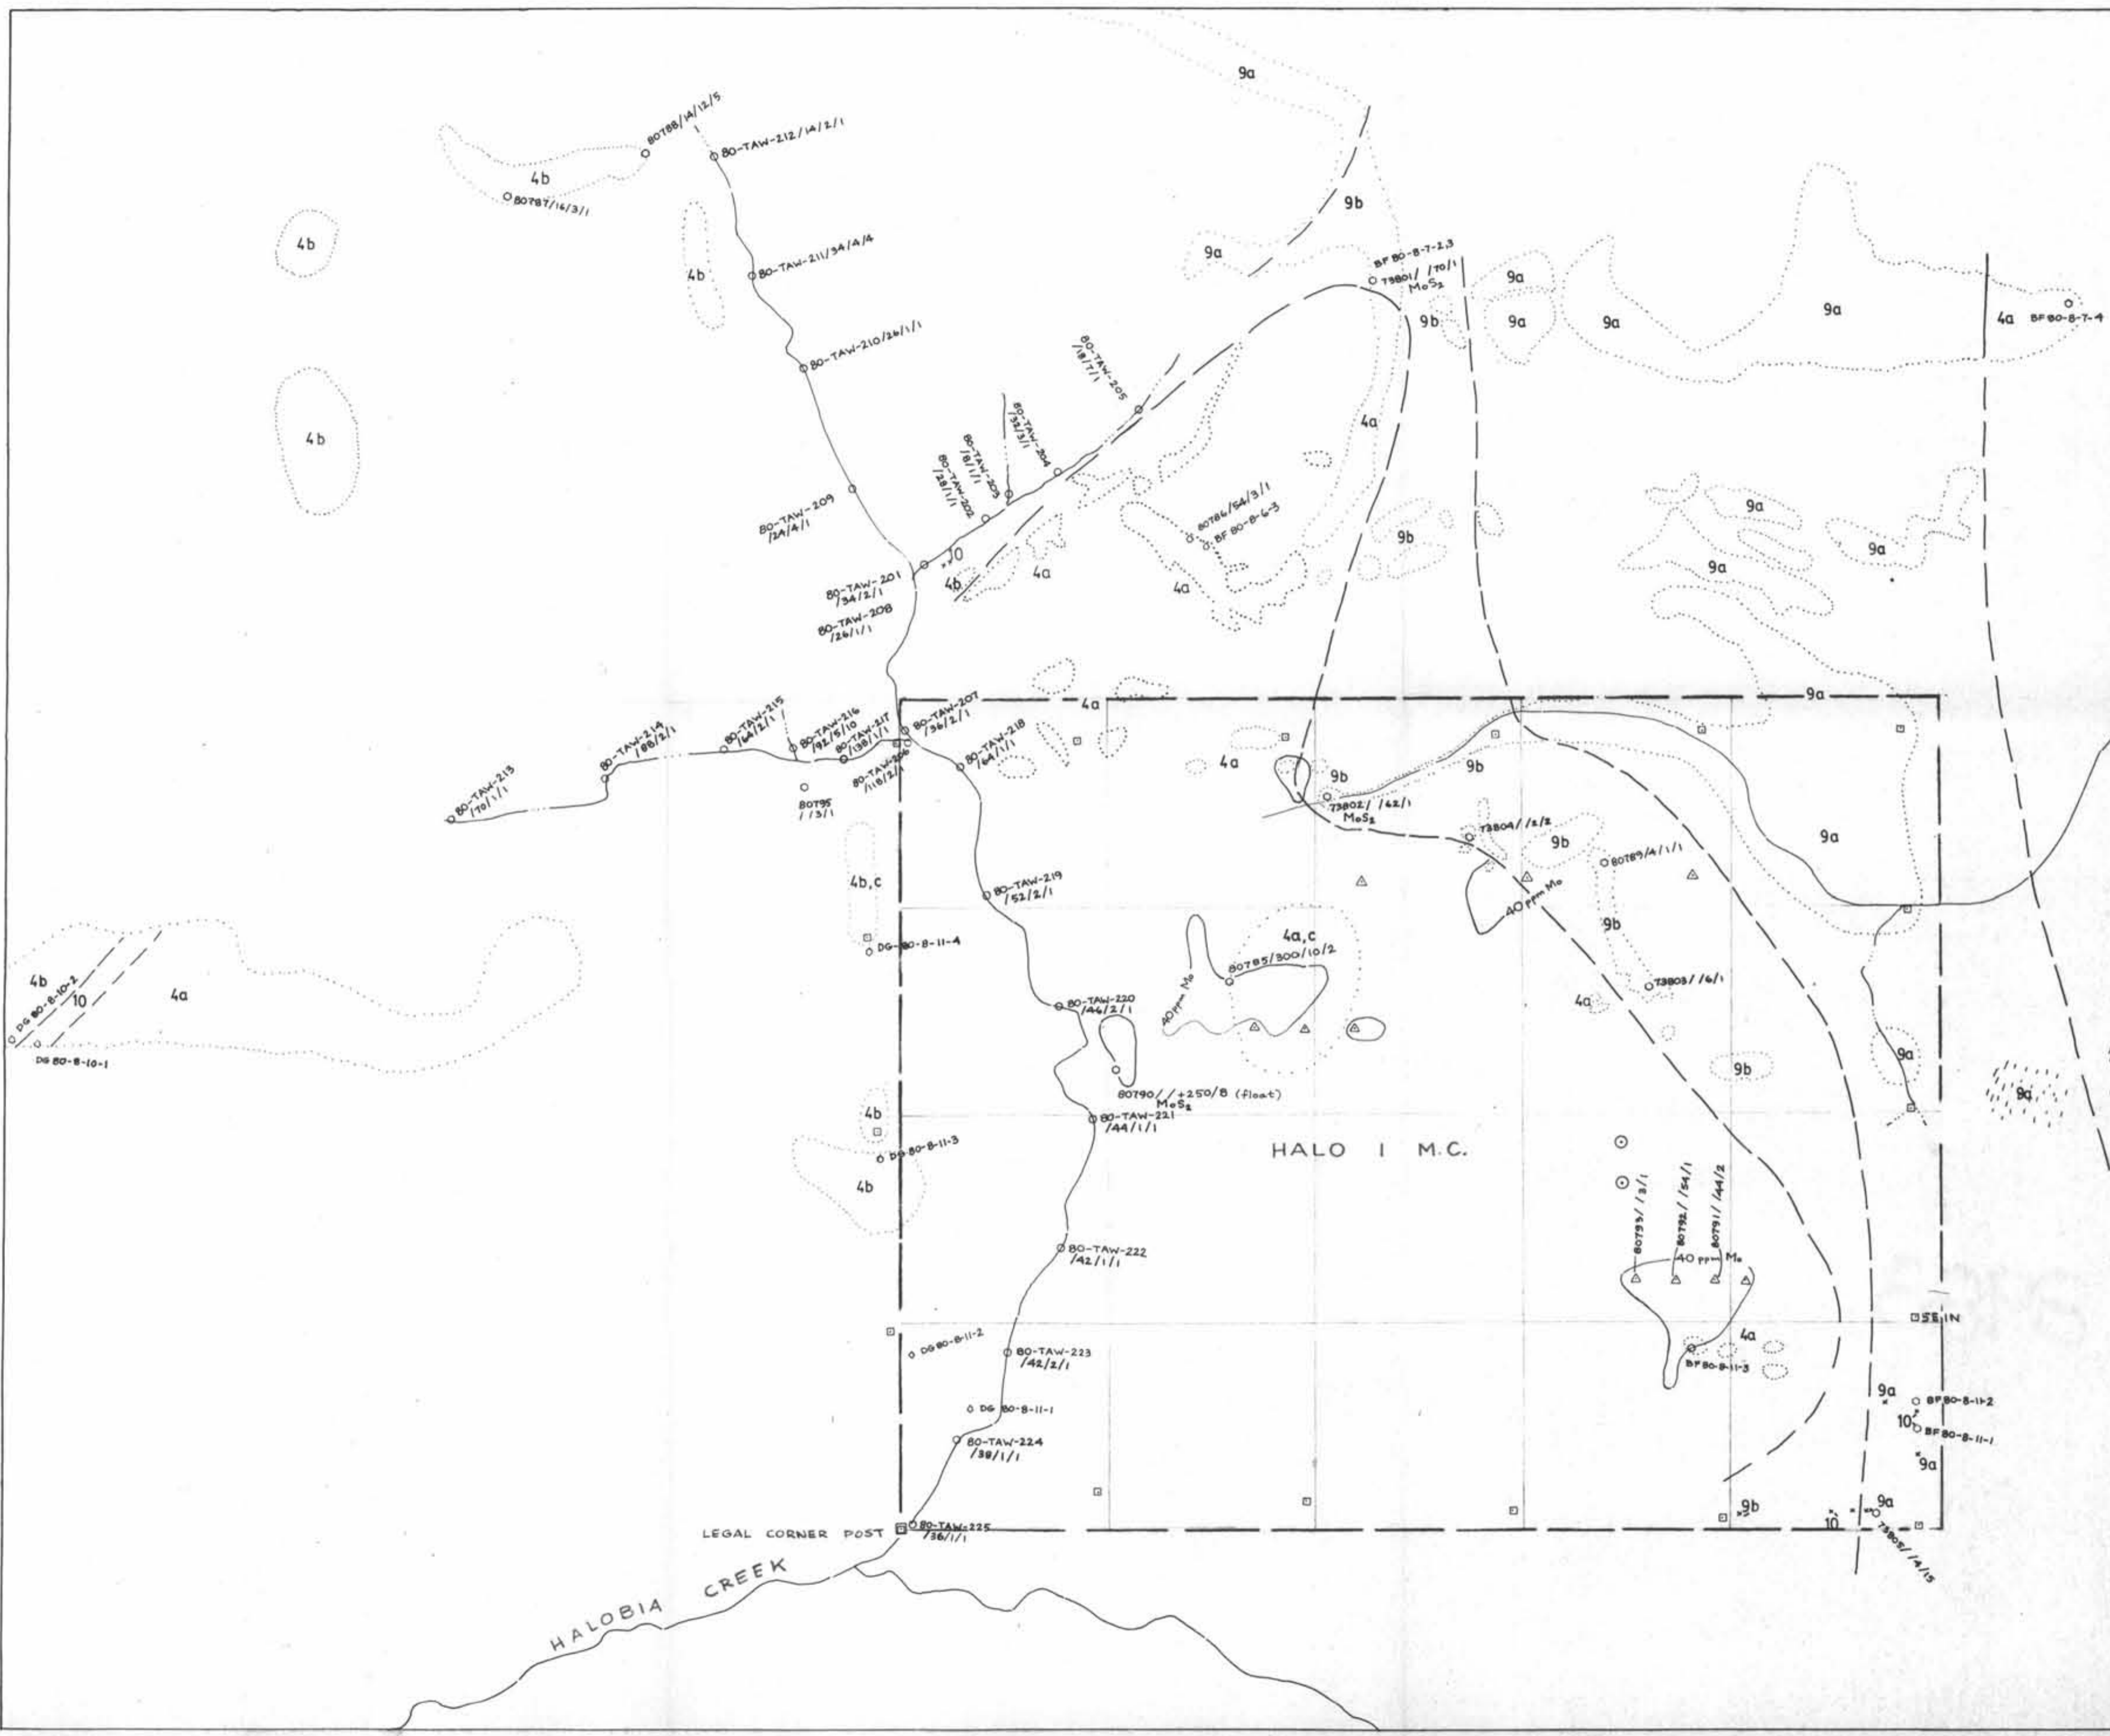 9a
80788/14/12/5
80-TAW-212/14/2/1
4b
80787/16/3/1
4b
4b
80-TAW-211/34/4/4
9b
9a
BF 80-8-7-2,3
73801/ /70/1
MoS2
9a
9a
9b
9a
9a
4a
BF 80-8-7-4
80-TAW-210/26/1/1
80-TAW-205
/18/7/1
4b
4a
80-TAW-204
/32/3/1
80-TAW-203
/8/1/1
80-TAW-202
/28/1/1
80-TAW-209
/24/4/1
80786/54/3/1
BF 80-8-6-3
9b
9a
9a
9a
10
4b
4a
4a
80-TAW-201
/34/2/1
80-TAW-208
/26/1/1
4a
9a
80-TAW-213
/70/1/1
80-TAW-214
/88/2/1
80-TAW-215
/64/2/1
80-TAW-216
/92/5/10
80-TAW-217
/138/1/1
80-TAW-206
/118/2/1
80-TAW-207
/36/2/1
80-TAW-218
/64/1/1
80795
/ /3/1
4a
9b
9b
73802/ /62/1
MoS2
73804/ /2/2
9b
80789/4/1/1
9a
4b,c
80-TAW-219
/52/2/1
40 ppm Mo
9b
DG-80-8-11-4
4a,c
80785/300/10/2
40 ppm Mo
73803/ /6/1
4a
4b
DG 80-8-10-2
10
4a
DG 80-8-10-1
80-TAW-220
/46/2/1
9a
9b
9a
80790/ /+250/8 (float)
MoS2
80-TAW-221
/44/1/1
4b
DG-80-8-11-3
4b
HALO 1 M.C.
80793/ /3/1
80792/ /54/1
80791/ /44/2
40 ppm Mo
80-TAW-222
/42/1/1
5E 1N
DG 80-8-11-2
80-TAW-223
/42/2/1
4a
BF 80-8-11-3
9a
BF 80-8-11-2
10
BF 80-8-11-1
DG 80-8-11-1
80-TAW-224
/38/1/1
9a
9b
10
9a
73805/ /4/15
LEGAL CORNER POST
80-TAW-225
/36/1/1
HALOBIA CREEK